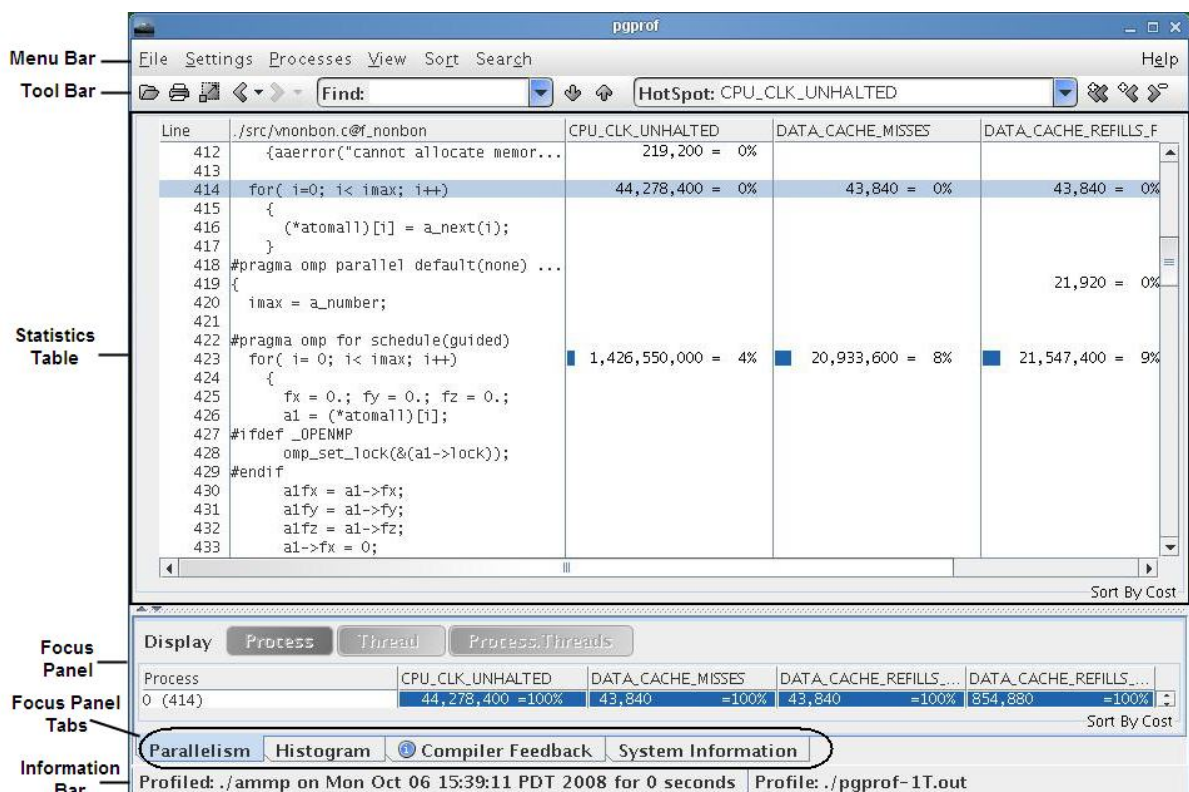 pgprof
Menu Bar
File Settings Processes View Sort Search Help
Tool Bar
Find:
HotSpot: CPU_CLK_UNHALTED
Line ./src/vnonbon.c@f_nonbon CPU_CLK_UNHALTED DATA_CACHE_MISSES DATA_CACHE_REFILLS_F
412 {aaerror("cannot allocate memor... 219,200 = 0%
413
414 for( i=0; i< imax; i++) 44,278,400 = 0% 43,840 = 0% 43,840 = 0%
415 {
416 (*atomall)[i] = a_next(i);
417 }
418 #pragma omp parallel default(none) ...
419 { 21,920 = 0%
420 imax = a_number;
421
422 #pragma omp for schedule(guided)
423 for( i= 0; i< imax; i++) 1,426,550,000 = 4% 20,933,600 = 8% 21,547,400 = 9%
424 {
425 fx = 0.; fy = 0.; fz = 0.;
426 a1 = (*atomall)[i];
427 #ifdef _OPENMP
428 omp_set_lock(&(a1->lock));
429 #endif
430 a1fx = a1->fx;
431 a1fy = a1->fy;
432 a1fz = a1->fz;
433 a1->fx = 0;
Statistics
Table
Sort By Cost
Focus
Panel
Display Process Thread Process.Threads
Process CPU_CLK_UNHALTED DATA_CACHE_MISSES DATA_CACHE_REFILLS_... DATA_CACHE_REFILLS_...
0 (414) 44,278,400 =100% 43,840 =100% 43,840 =100% 854,880 =100%
Sort By Cost
Focus Panel
Tabs
Parallelism Histogram Compiler Feedback System Information
Information
Bar
Profiled: ./ammp on Mon Oct 06 15:39:11 PDT 2008 for 0 seconds Profile: ./pgprof-1T.out